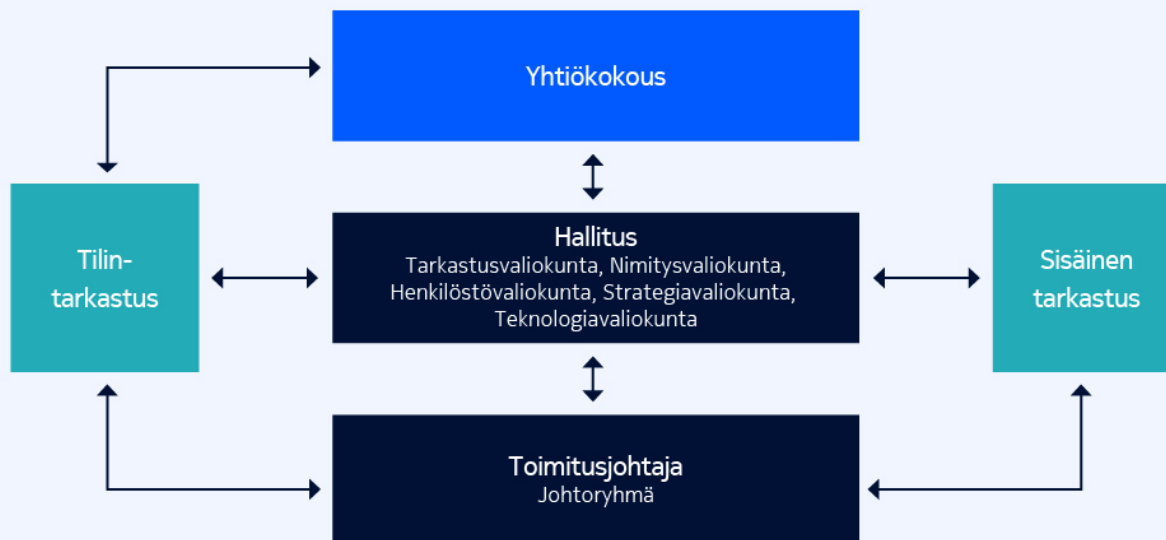 Yhtiökokous
Tilin-
tarkastus
Hallitus
Tarkastusvaliokunta, Nimitysvaliokunta,
Henkilöstövaliokunta, Strategiavaliokunta,
Teknologiavaliokunta
Sisäinen
tarkastus
Toimitusjohtaja
Johtoryhmä